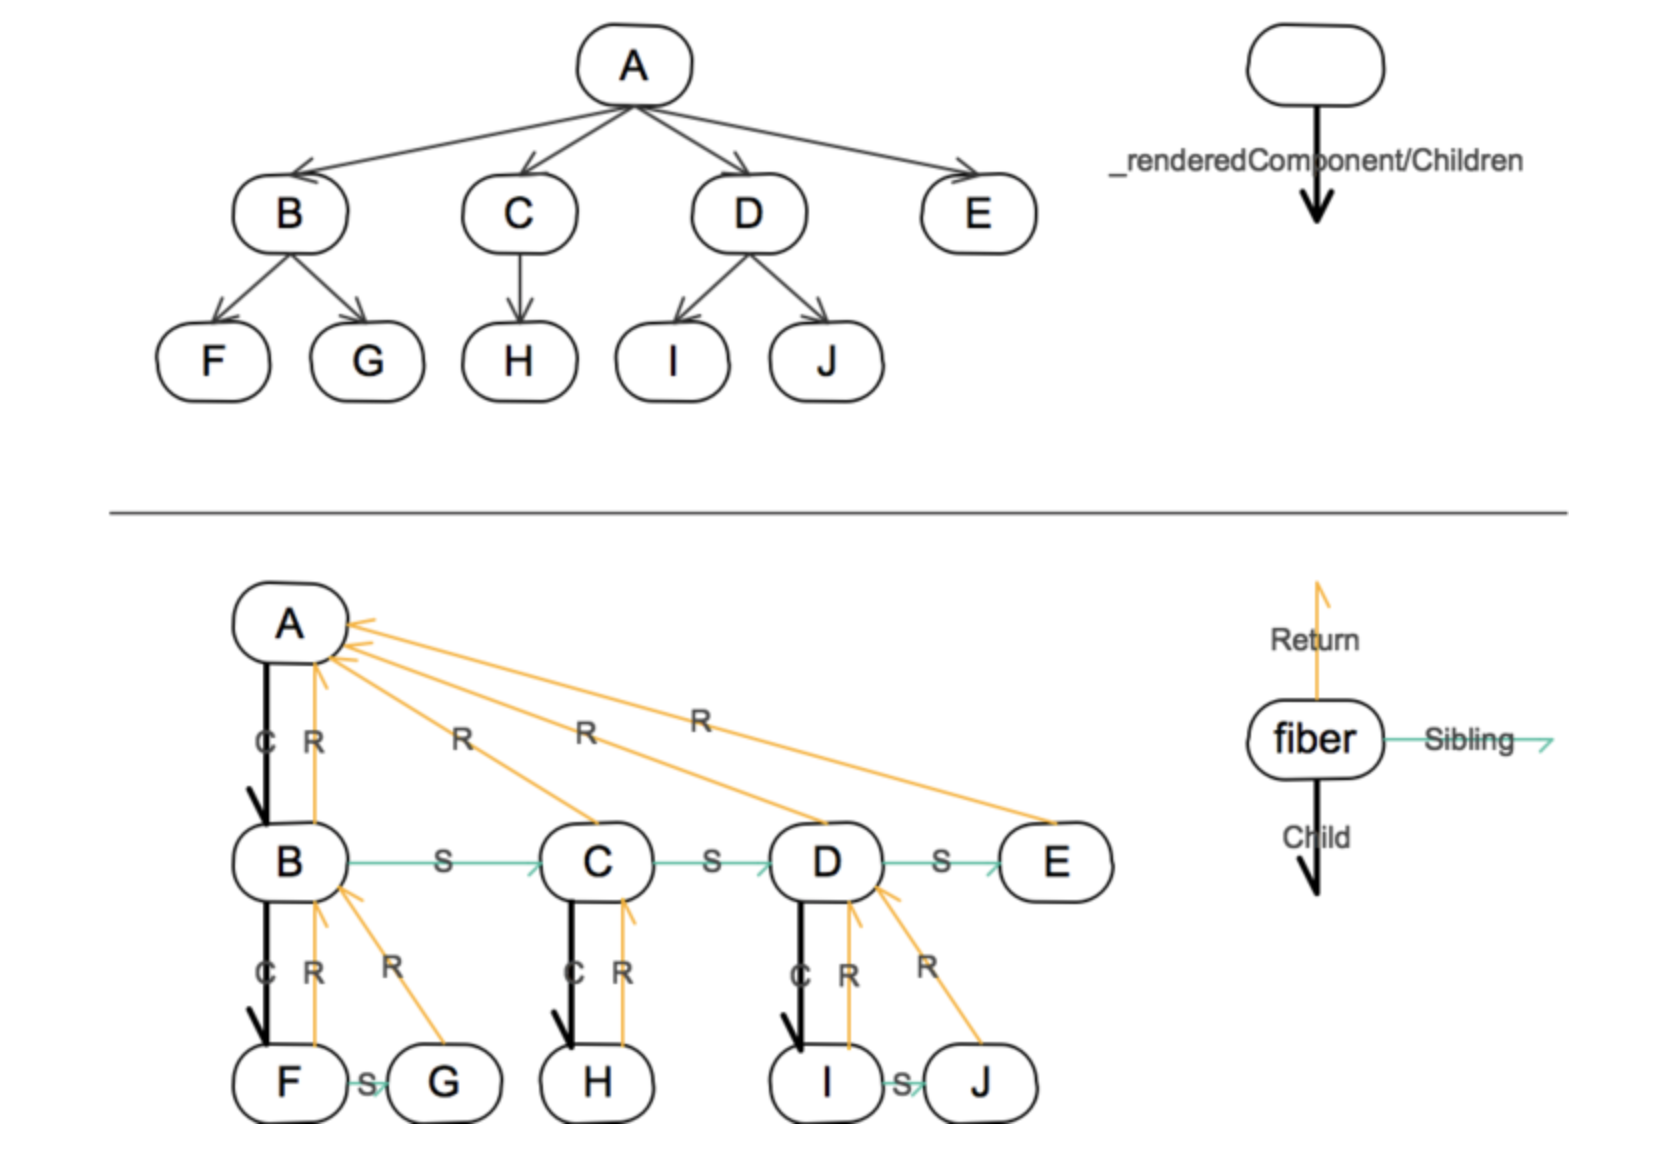 A
_renderedComponent/Children
B C D E
F G H I J
A
Return
C R R R R
fiber
Sibling
Child
B S C S D S E
C R R C R C R R
F S G H I S J